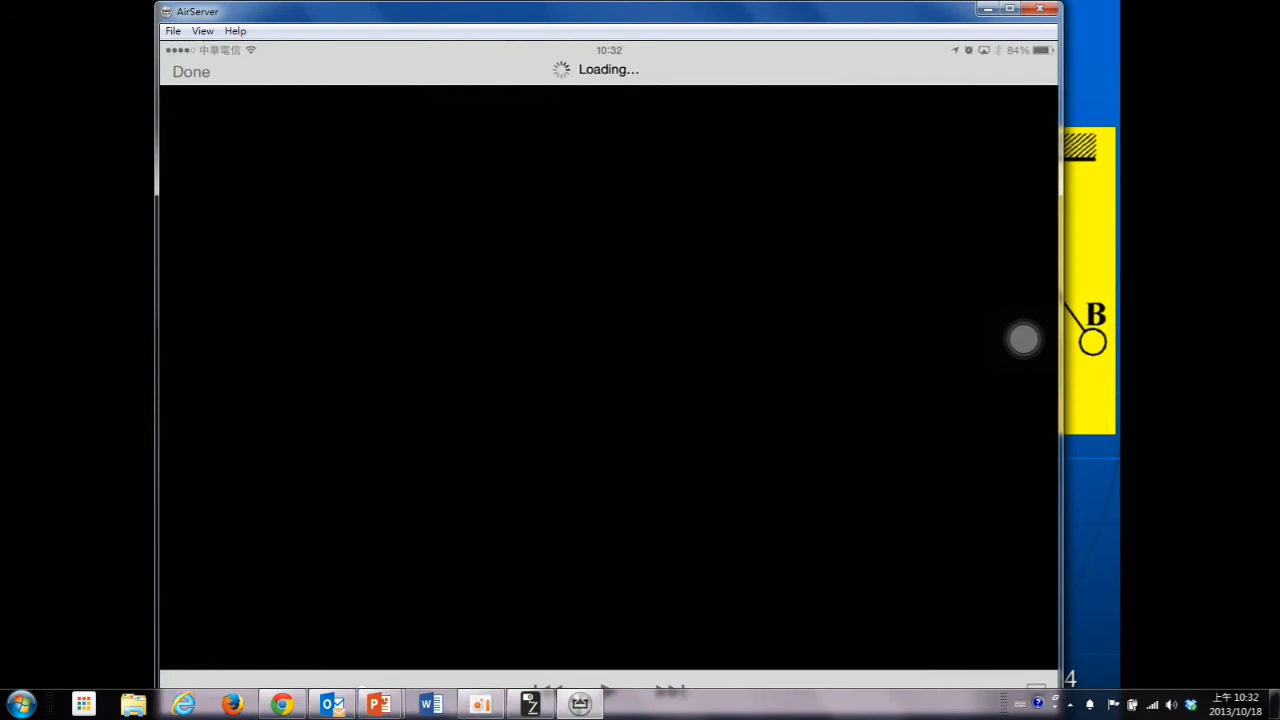 AirServer
File View Help
中華電信 10:32 84%
Done Loading...
B
4
上午 10:32
2013/10/18